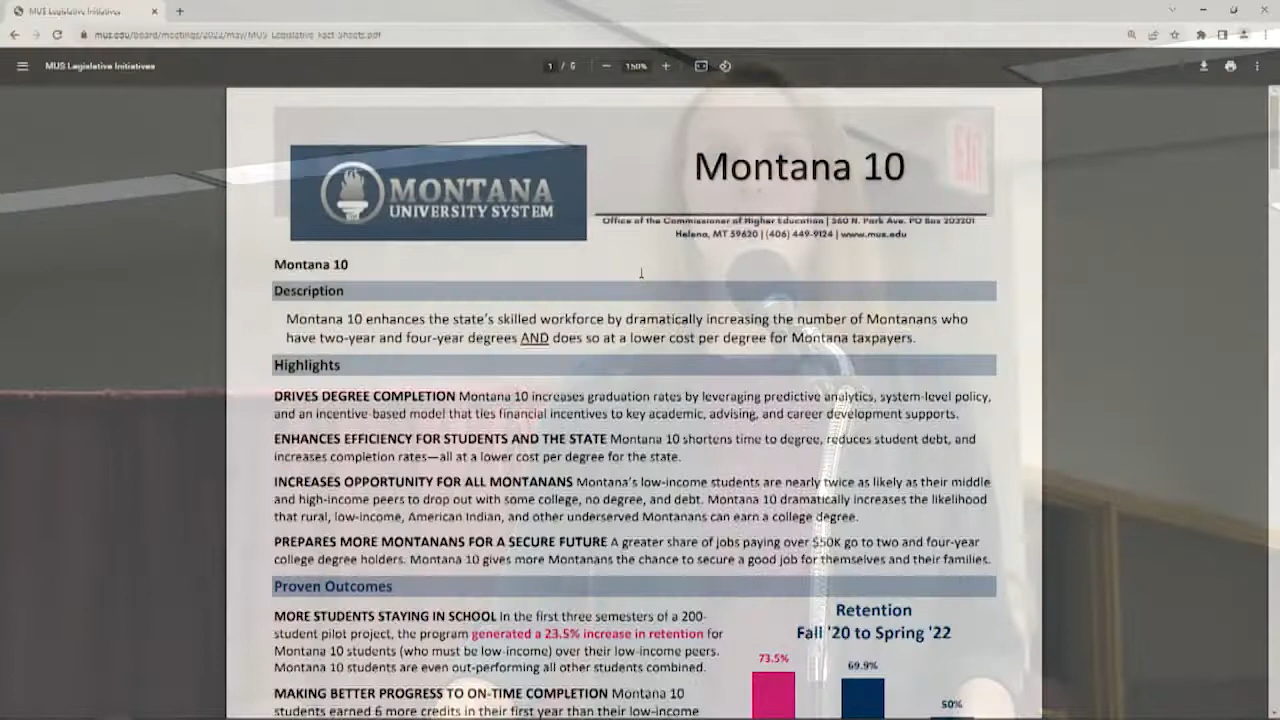 MUS Legislative Initiatives
mus.edu/board/meetings/2022/may/MUS_Legislative_Fact_Sheets.pdf
MUS Legislative Initiatives
1 / 6
150%
EXIT
MONTANA
UNIVERSITY SYSTEM
Montana 10
Office of the Commissioner of Higher Education | 560 N. Park Ave. PO Box 203201
Helena, MT 59620 | (406) 449-9124 | www.mus.edu
Montana 10
Description
Montana 10 enhances the state’s skilled workforce by dramatically increasing the number of Montanans who
have two-year and four-year degrees AND does so at a lower cost per degree for Montana taxpayers.
Highlights
DRIVES DEGREE COMPLETION Montana 10 increases graduation rates by leveraging predictive analytics, system-level policy,
and an incentive-based model that ties financial incentives to key academic, advising, and career development supports.
ENHANCES EFFICIENCY FOR STUDENTS AND THE STATE Montana 10 shortens time to degree, reduces student debt, and
increases completion rates—all at a lower cost per degree for the state.
INCREASES OPPORTUNITY FOR ALL MONTANANS Montana’s low-income students are nearly twice as likely as their middle
and high-income peers to drop out with some college, no degree, and debt. Montana 10 dramatically increases the likelihood
that rural, low-income, American Indian, and other underserved Montanans can earn a college degree.
PREPARES MORE MONTANANS FOR A SECURE FUTURE A greater share of jobs paying over $50K go to two and four-year
college degree holders. Montana 10 gives more Montanans the chance to secure a good job for themselves and their families.
Proven Outcomes
MORE STUDENTS STAYING IN SCHOOL In the first three semesters of a 200-
student pilot project, the program generated a 23.5% increase in retention for
Montana 10 students (who must be low-income) over their low-income peers.
Montana 10 students are even out-performing all other students combined.
MAKING BETTER PROGRESS TO ON-TIME COMPLETION Montana 10
students earned 6 more credits in their first year than their low-income
Retention
Fall '20 to Spring '22
73.5%
69.9%
50%